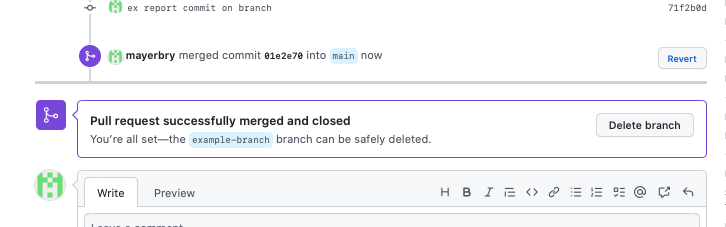 ex report commit on branch 71f2b0d
mayerbry merged commit 01e2e70 into main now Revert
Pull request successfully merged and closed
You're all set—the example-branch branch can be safely deleted.
Delete branch
Write Preview H B I
Leave a comment